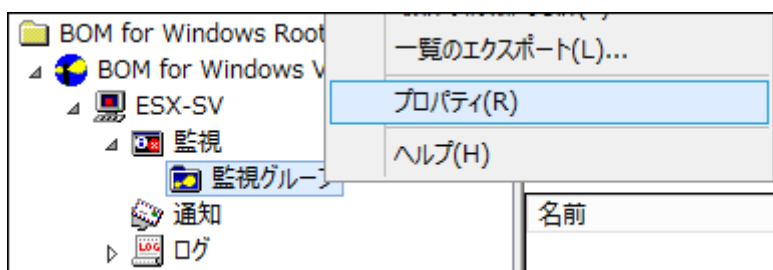 BOM for Windows Root
BOM for Windows V
ESX-SV
監視
監視グループ
通知
ログ
一覧のエクスポート(L)...
プロパティ(R)
ヘルプ(H)
名前